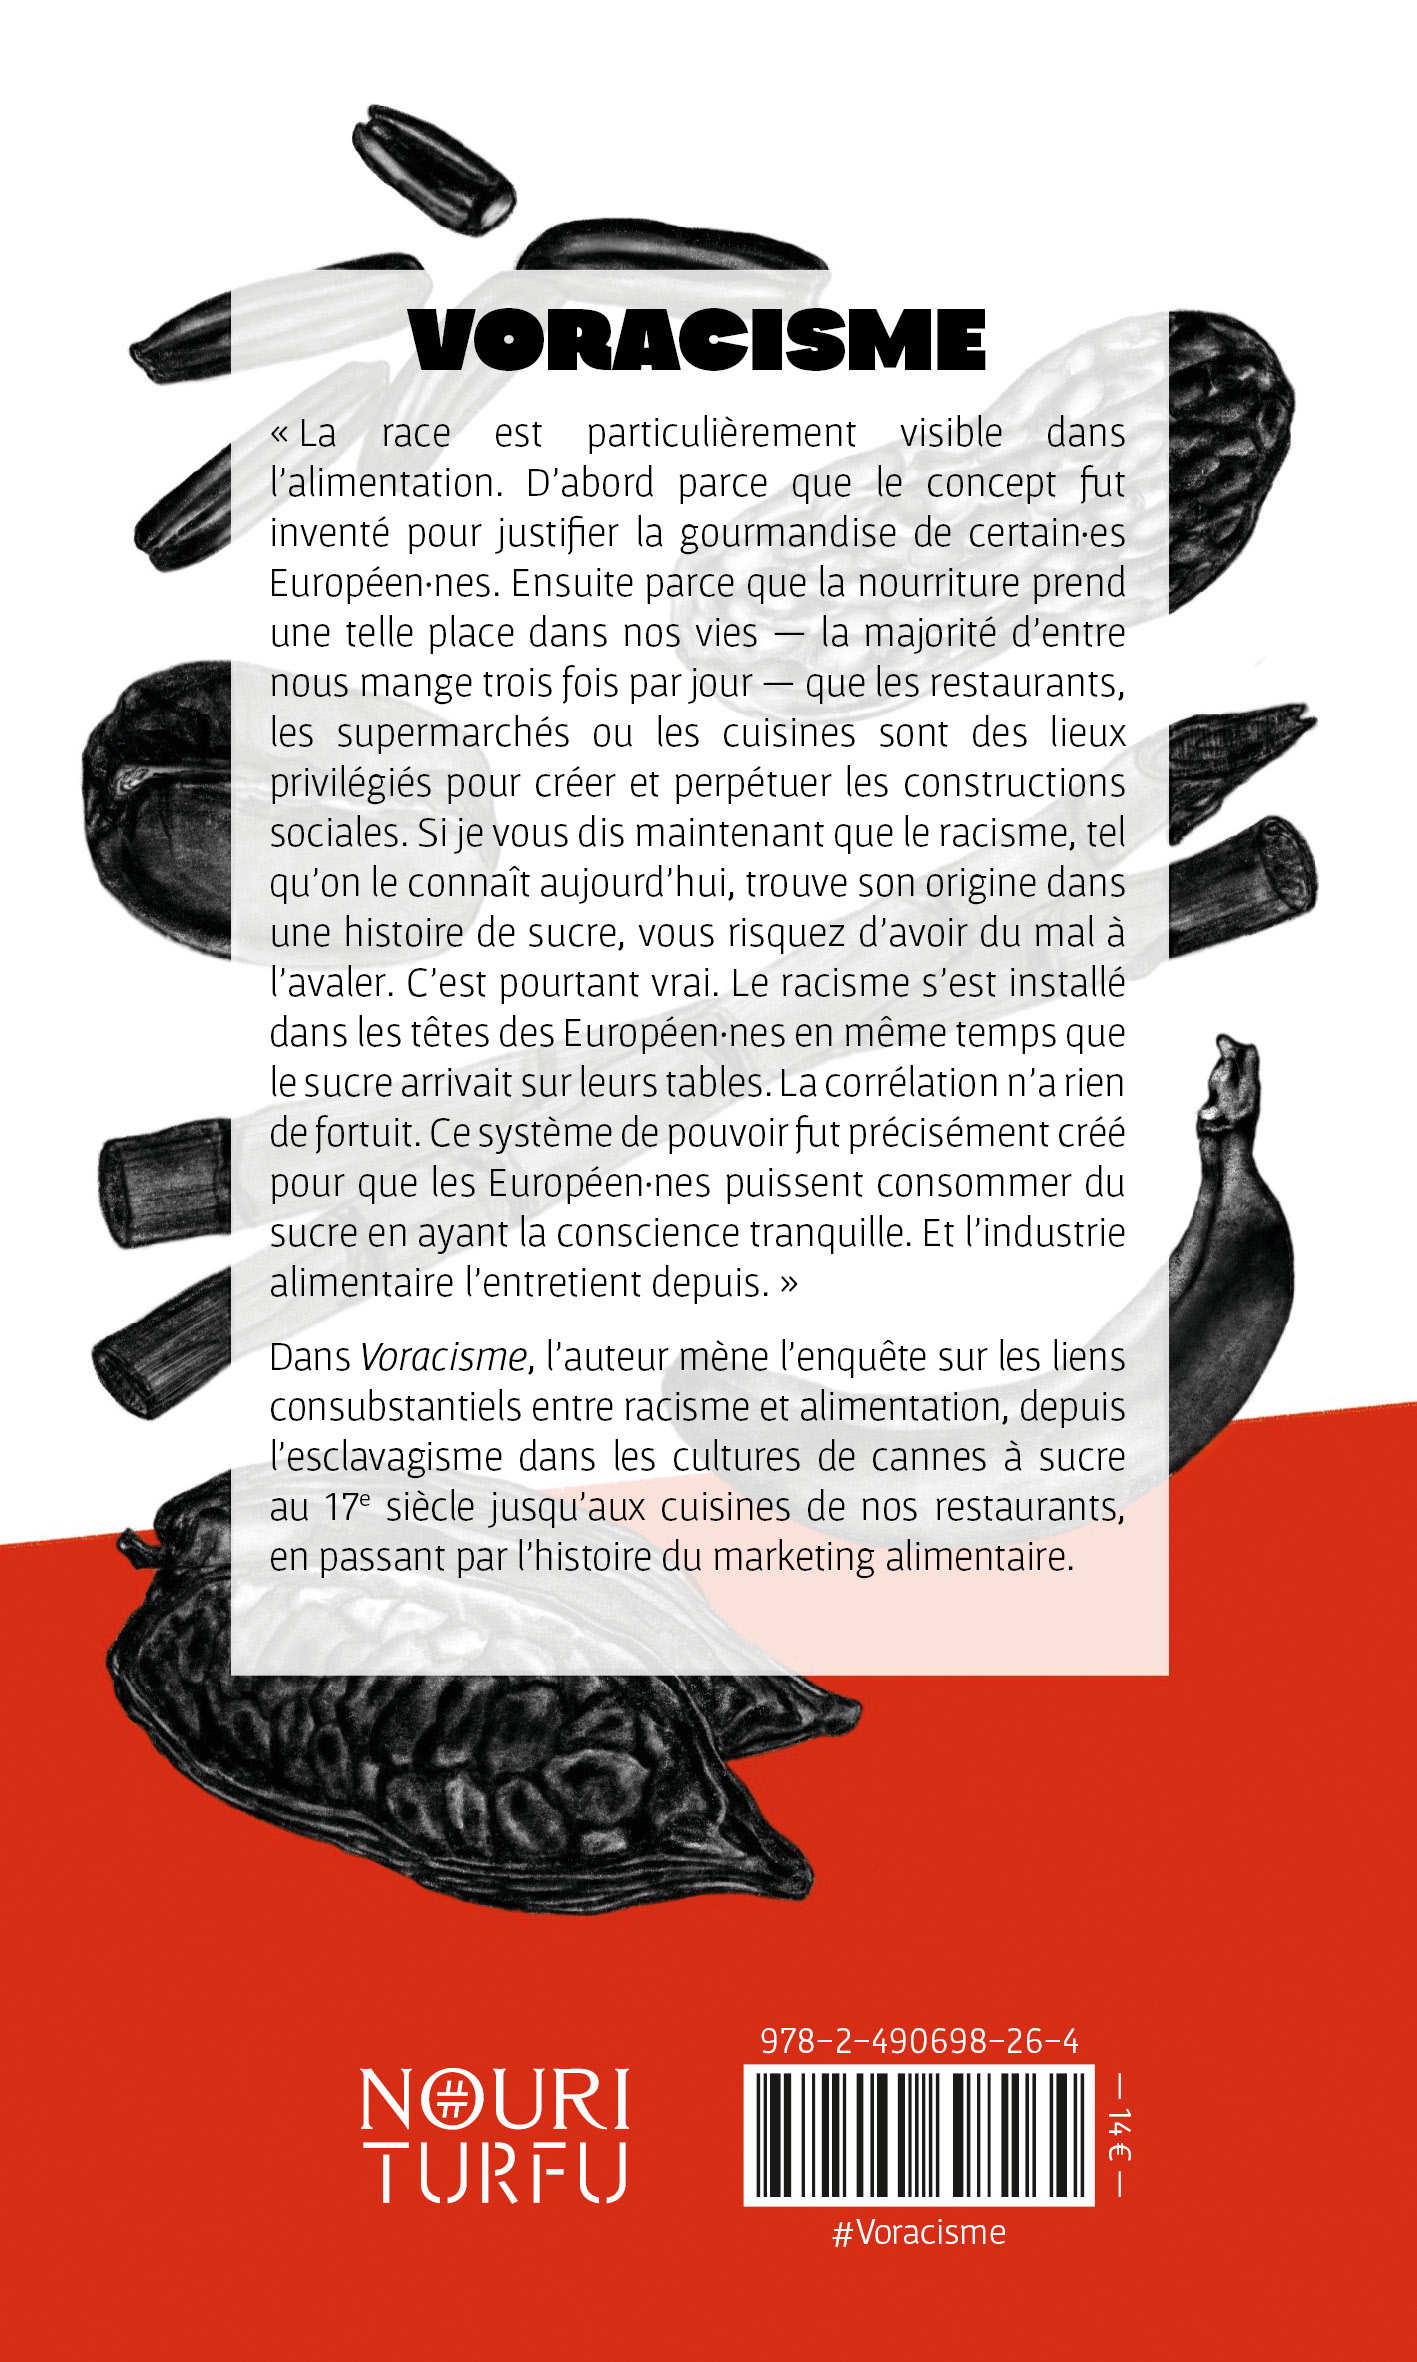 VORACISME
« La race est particulièrement visible dans
l’alimentation. D’abord parce que le concept fut
inventé pour justifier la gourmandise de certain·es
Européen·nes. Ensuite parce que la nourriture prend
une telle place dans nos vies — la majorité d’entre
nous mange trois fois par jour — que les restaurants,
les supermarchés ou les cuisines sont des lieux
privilégiés pour créer et perpétuer les constructions
sociales. Si je vous dis maintenant que le racisme, tel
qu’on le connaît aujourd’hui, trouve son origine dans
une histoire de sucre, vous risquez d’avoir du mal à
l’avaler. C’est pourtant vrai. Le racisme s’est installé
dans les têtes des Européen·nes en même temps que
le sucre arrivait sur leurs tables. La corrélation n’a rien
de fortuit. Ce système de pouvoir fut précisément créé
pour que les Européen·nes puissent consommer du
sucre en ayant la conscience tranquille. Et l’industrie
alimentaire l’entretient depuis. »
Dans Voracisme, l’auteur mène l’enquête sur les liens
consubstantiels entre racisme et alimentation, depuis
l’esclavagisme dans les cultures de cannes à sucre
au 17e siècle jusqu’aux cuisines de nos restaurants,
en passant par l’histoire du marketing alimentaire.
NOURI
TURFU
978-2-490698-26-4
— 14 € —
#Voracisme